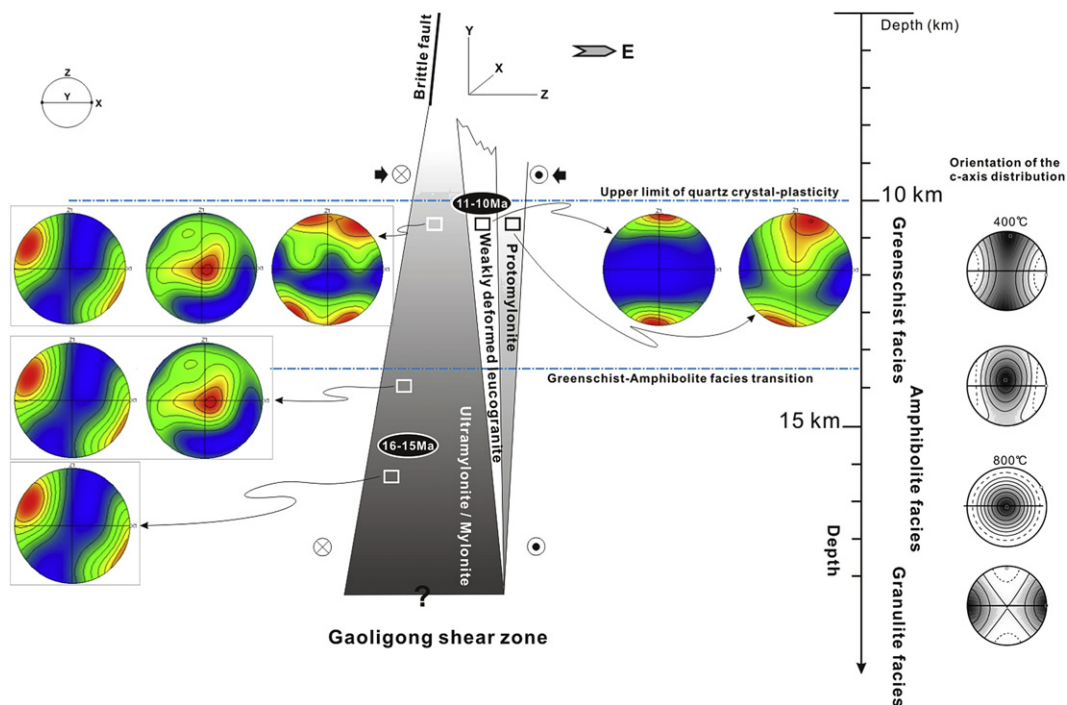 Depth (km)
Brittle fault
Y
X
Z
E
Z
Y
X
Orientation of the
c-axis distribution
11-10Ma
Upper limit of quartz crystal-plasticity
10 km
400℃
Greenschist facies
Weakly deformed leucogranite
Protomylonite
Greenschist-Amphibolite facies transition
Amphibolite facies
15 km
16-15Ma
Ultramylonite / Mylonite
800℃
Depth
Granulite facies
?
Gaoligong shear zone